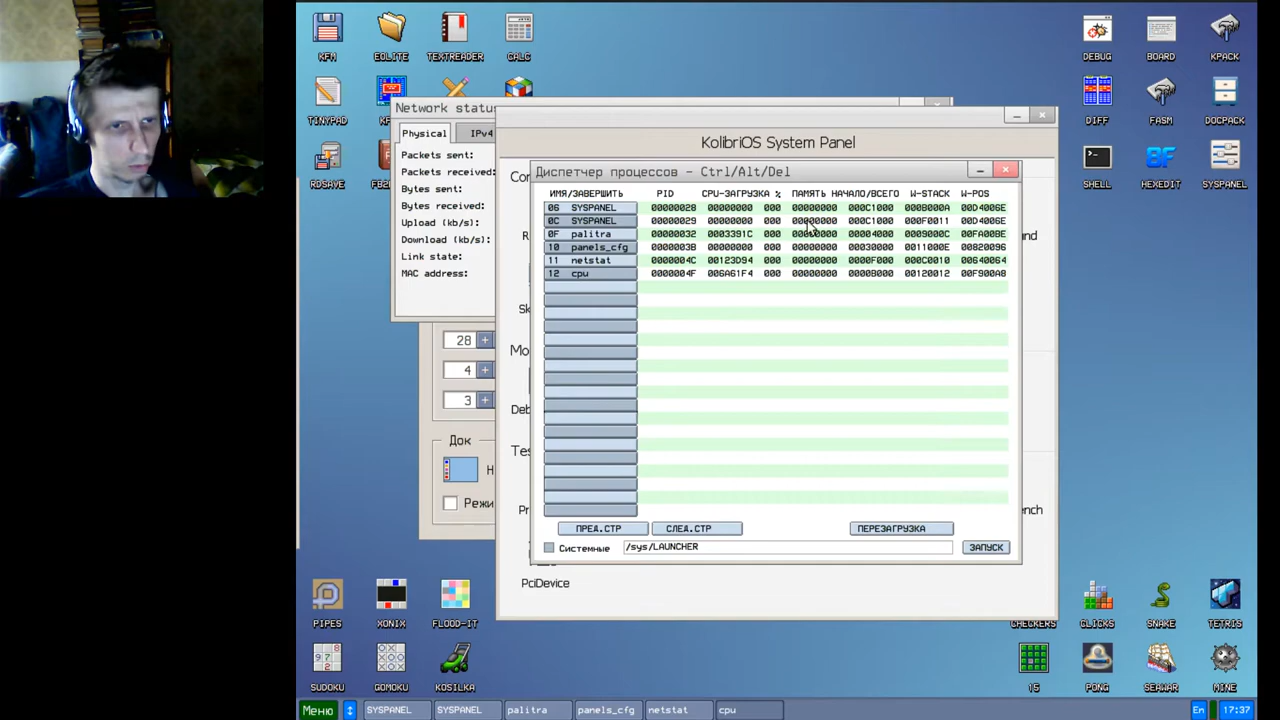 KFM
EOLITE
TEXTREADER
CALC
DEBUG
BOARD
KPACK
TINYPAD
DIFF
FASM
DOCPACK
RDSAVE
SHELL
HEXEDIT
SYSPANEL
Network status
Physical
IPv4
Packets sent:
Packets received:
Bytes sent:
Bytes received:
Upload (kb/s)
Download (kb/s)
Link state:
MAC address:
28 +
4 +
3 +
Док
KolibriOS System Panel
Диспетчер процессов - Ctrl/Alt/Del
ИМЯ/ЗАВЕРШИТЬ PID CPU-ЗАГРУЗКА % ПАМЯТЬ НАЧАЛО/ВСЕГО W-STACK W-POS
06 SYSPANEL 00000028 00000000 000 00000000 000C1000 000B000A 00D4006E
0C SYSPANEL 00000029 00000000 000 00000000 000C1000 000F0011 00D4006E
0F palitra 00000032 0003391C 000 00000000 00004000 0009000C 00FA00BE
10 panels_cfg 0000003B 00000000 000 00000000 00030000 0011000E 00820096
11 netstat 0000004C 00123D94 000 00000000 0000F000 000C0010 00640064
12 cpu 0000004F 006A61F4 000 00000000 0000B000 00120012 00F900A8
ПРЕД.СТР
СЛЕД.СТР
ПЕРЕЗАГРУЗКА
Системные
/sys/LAUNCHER
ЗАПУСК
PciDevice
PIPES
XONIX
FLOOD-IT
CHECKERS
CLICKS
SNAKE
TETRIS
SUDOKU
GOMOKU
KOSILKA
15
PONG
SEAWAR
MINE
Меню
SYSPANEL
SYSPANEL
palitra
panels_cfg
netstat
cpu
En
17:37